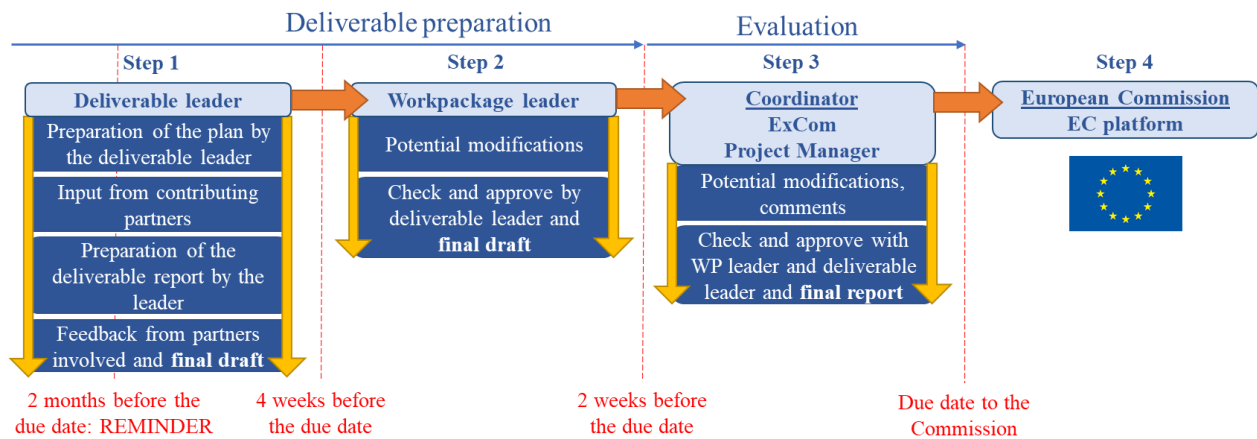 Deliverable preparation
Evaluation
Step 1
Step 2
Step 3
Step 4
Deliverable leader
Preparation of the plan by
the deliverable leader
Input from contributing
partners
Preparation of the
deliverable report by the
leader
Feedback from partners
involved and final draft
Workpackage leader
Potential modifications
Check and approve by
deliverable leader and
final draft
Coordinator
ExCom
Project Manager
Potential modifications,
comments
Check and approve with
WP leader and deliverable
leader and final report
European Commission
EC platform
2 months before the
due date: REMINDER
4 weeks before
the due date
2 weeks before
the due date
Due date to the
Commission